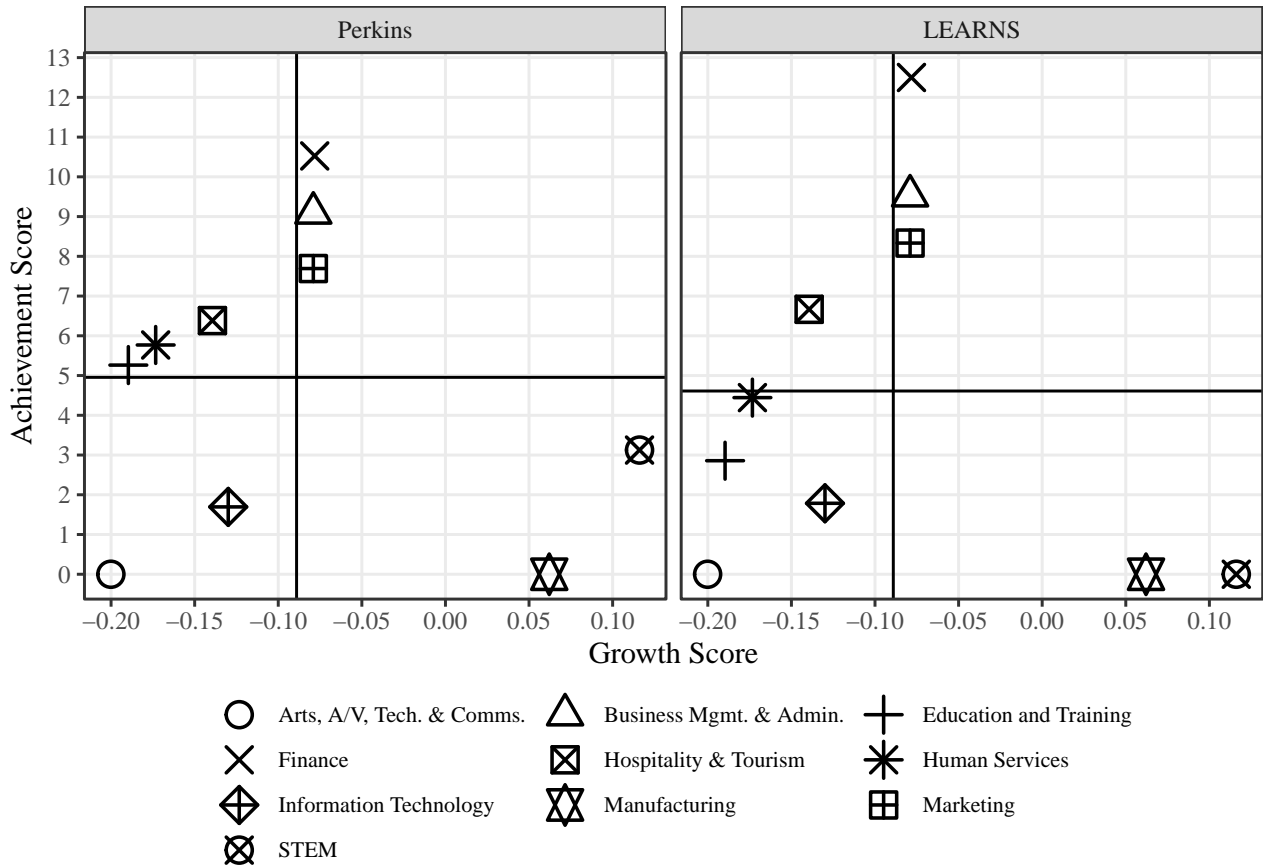 Perkins LEARNS
13
12
11
10
9
8
7
6
5
4
3
2
1
0
Achievement Score
−0.20 −0.15 −0.10 −0.05 0.00 0.05 0.10 −0.20 −0.15 −0.10 −0.05 0.00 0.05 0.10
Growth Score
Arts, A/V, Tech. & Comms. Business Mgmt. & Admin. Education and Training
Finance Hospitality & Tourism Human Services
Information Technology Manufacturing Marketing
STEM